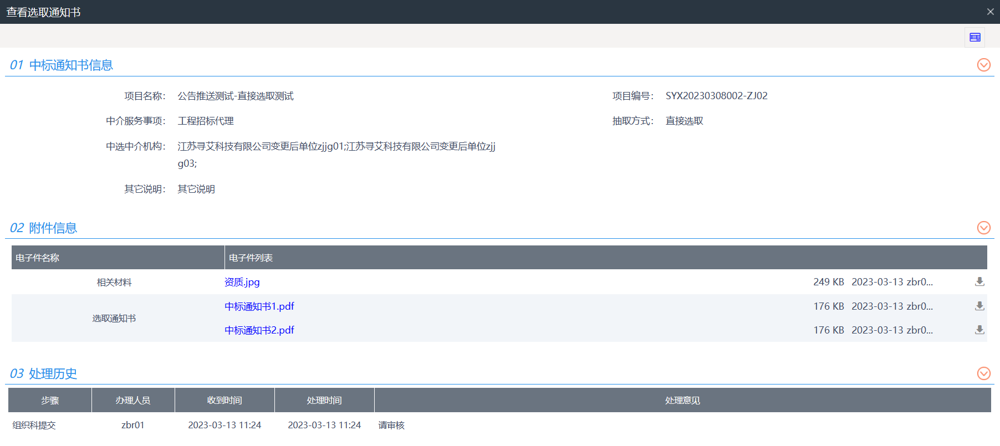 查看选取通知书
01 中标通知书信息
项目名称： 公告推送测试-直接选取测试 项目编号： SYX20230308002-ZJ02
中介服务事项： 工程招标代理 抽取方式： 直接选取
中选中介机构： 江苏寻艾科技有限公司变更后单位zjjg01;江苏寻艾科技有限公司变更后单位zjj
g03;
其它说明： 其它说明
02 附件信息
电子件名称 电子件列表
相关材料 资质.jpg 249 KB 2023-03-13 zbr0...
选取通知书
中标通知书1.pdf 176 KB 2023-03-13 zbr0...
中标通知书2.pdf 176 KB 2023-03-13 zbr0...
03 处理历史
步骤 办理人员 收到时间 处理时间 处理意见
组织科提交 zbr01 2023-03-13 11:24 2023-03-13 11:24 请审核